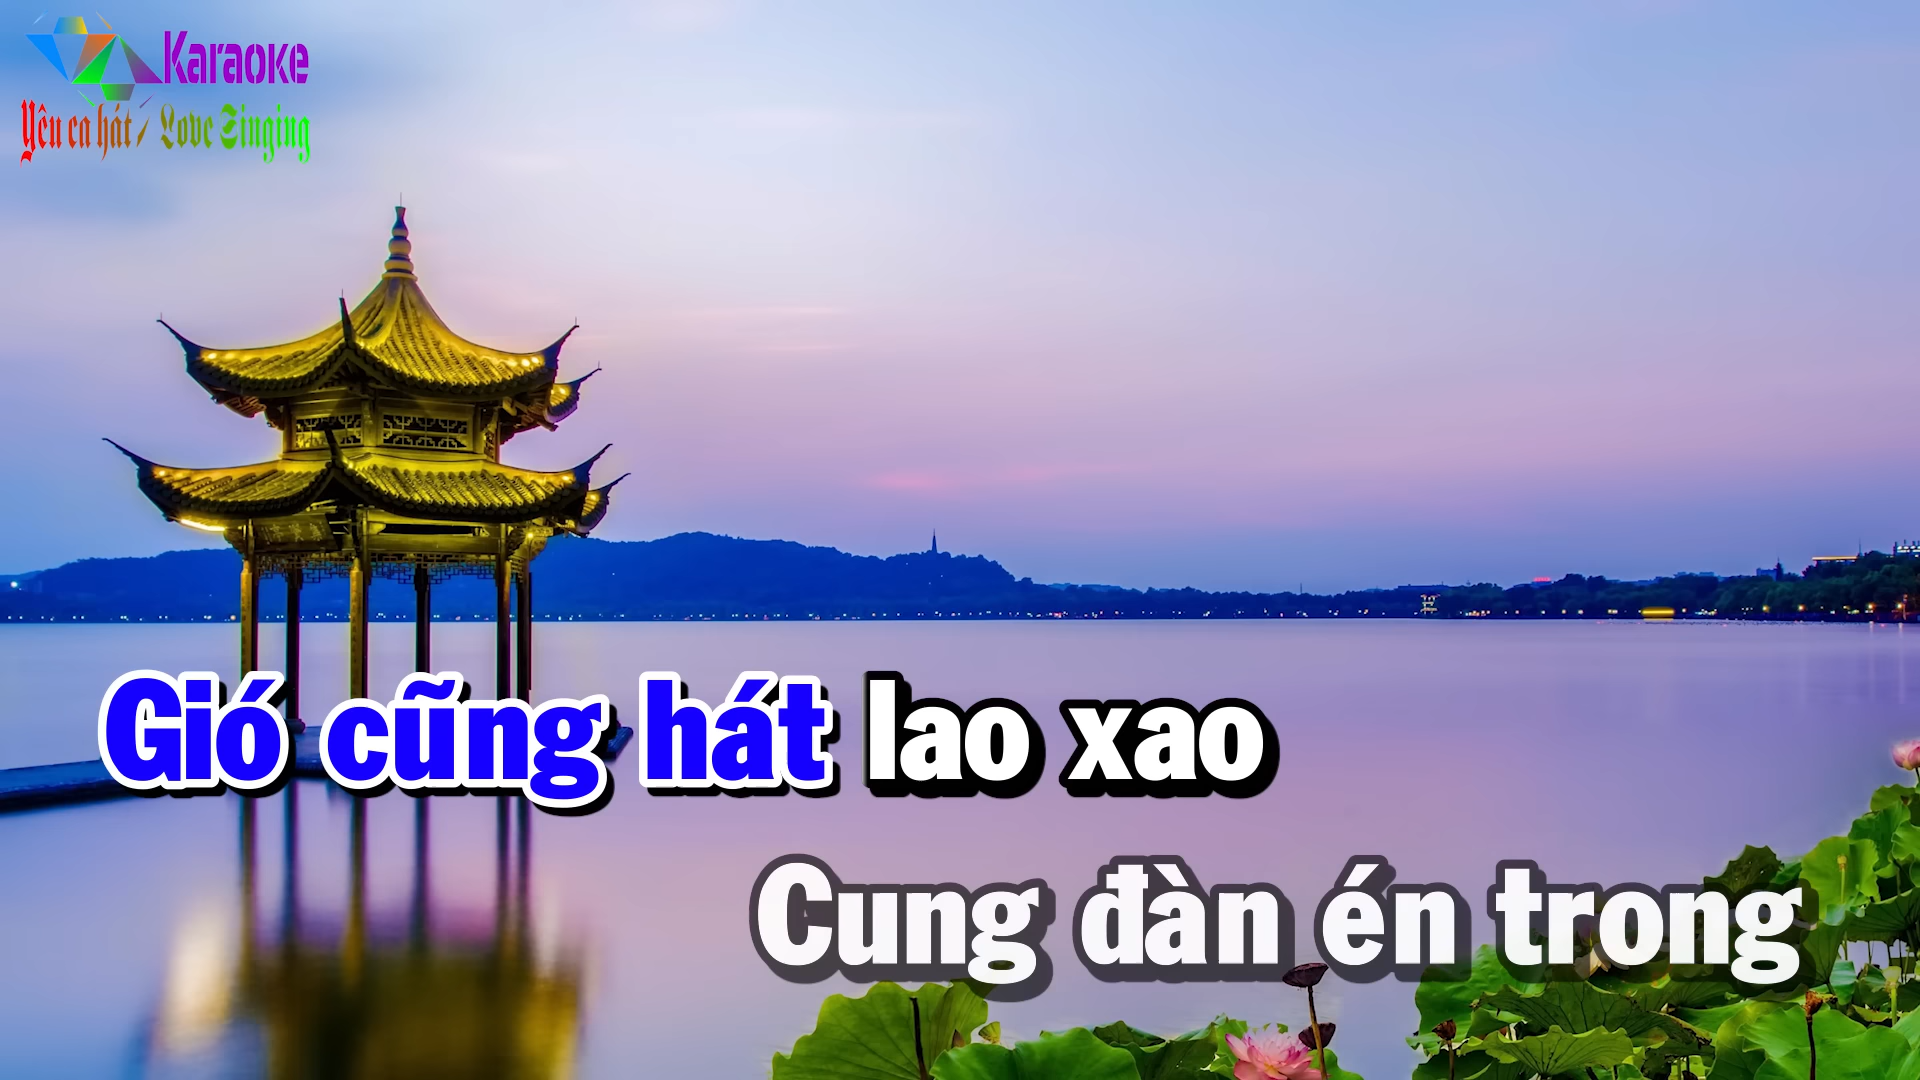 Karaoke
Yêu ca hát / Love Singing
Gió cũng hát lao xao
Cung đàn én trong